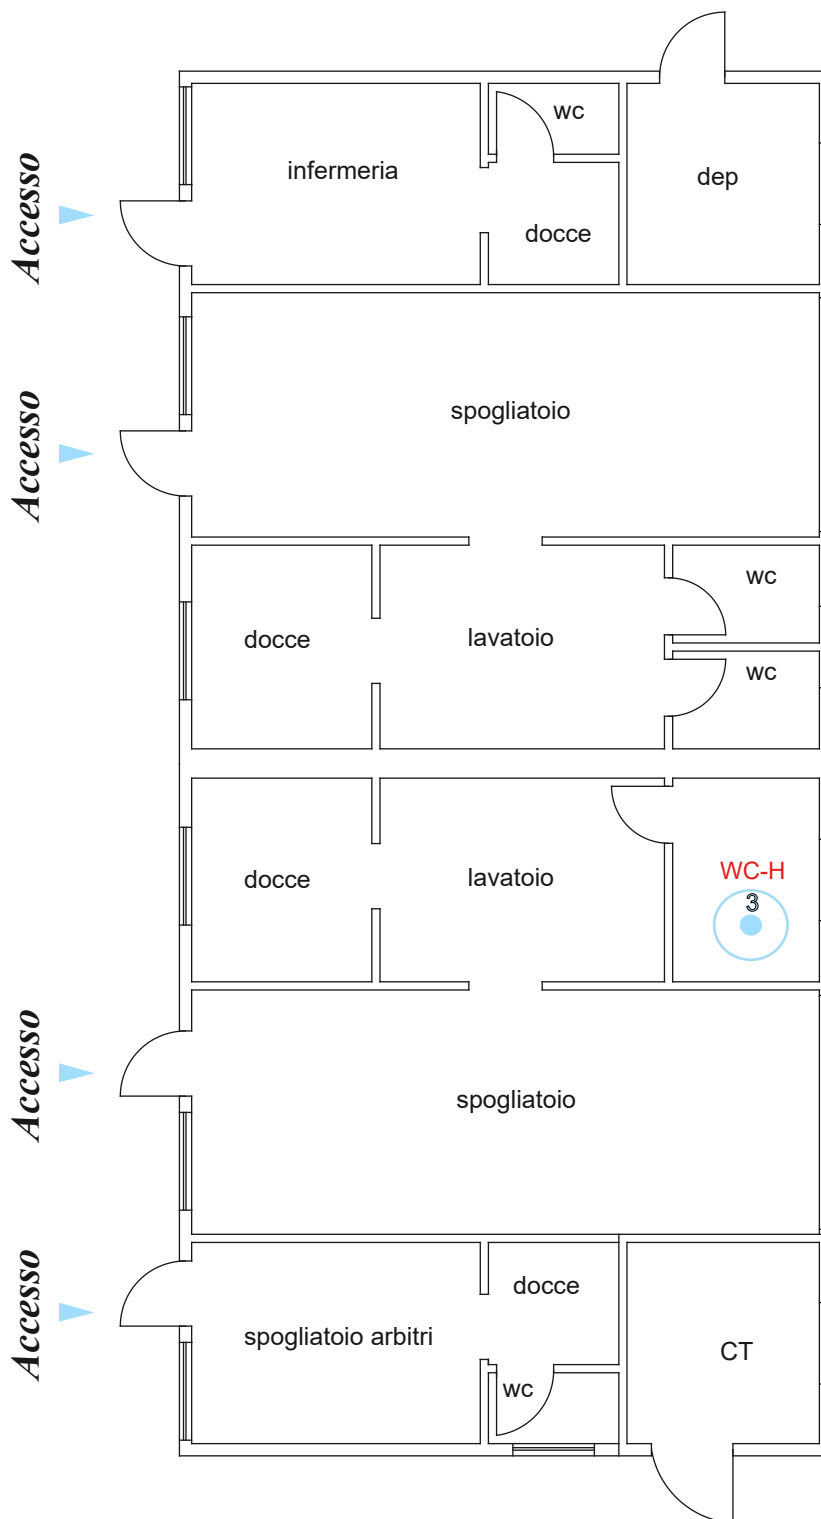 wc
infermeria
dep
Accesso
docce
spogliatoio
Accesso
wc
docce
lavatoio
wc
docce
lavatoio
WC-H
3
Accesso
spogliatoio
docce
Accesso
spogliatoio arbitri
CT
wc